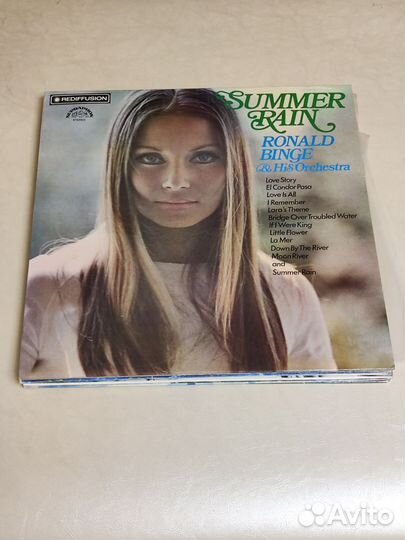 REDIFFUSION
SUPRAPHON
STEREO
SUMMER
RAIN
RONALD
BINGE
& His Orchestra
Love Story
El Condor Pasa
Love Is All
I Remember
Lara's Theme
Bridge Over Troubled Water
If I Were King
Little Flower
La Mer
Down By The River
Moon River
and
Summer Rain
Avito